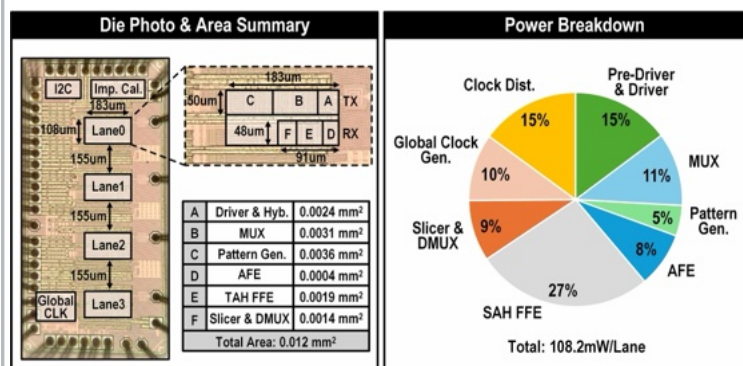 Die Photo & Area Summary
I2C
Imp. Cal.
183um
108um
Lane0
155um
Lane1
155um
Lane2
155um
Global
CLK
Lane3
183um
50um
C
B
A
TX
48um
F
E
D
RX
91um
A Driver & Hyb. 0.0024 mm²
B MUX 0.0031 mm²
C Pattern Gen. 0.0036 mm²
D AFE 0.0004 mm²
E TAH FFE 0.0019 mm²
F Slicer & DMUX 0.0014 mm²
Total Area: 0.012 mm²
Power Breakdown
Clock Dist.
15%
Pre-Driver
& Driver
15%
Global Clock
Gen.
10%
MUX
11%
Pattern
Gen.
5%
Slicer &
DMUX
9%
AFE
8%
SAH FFE
27%
Total: 108.2mW/Lane